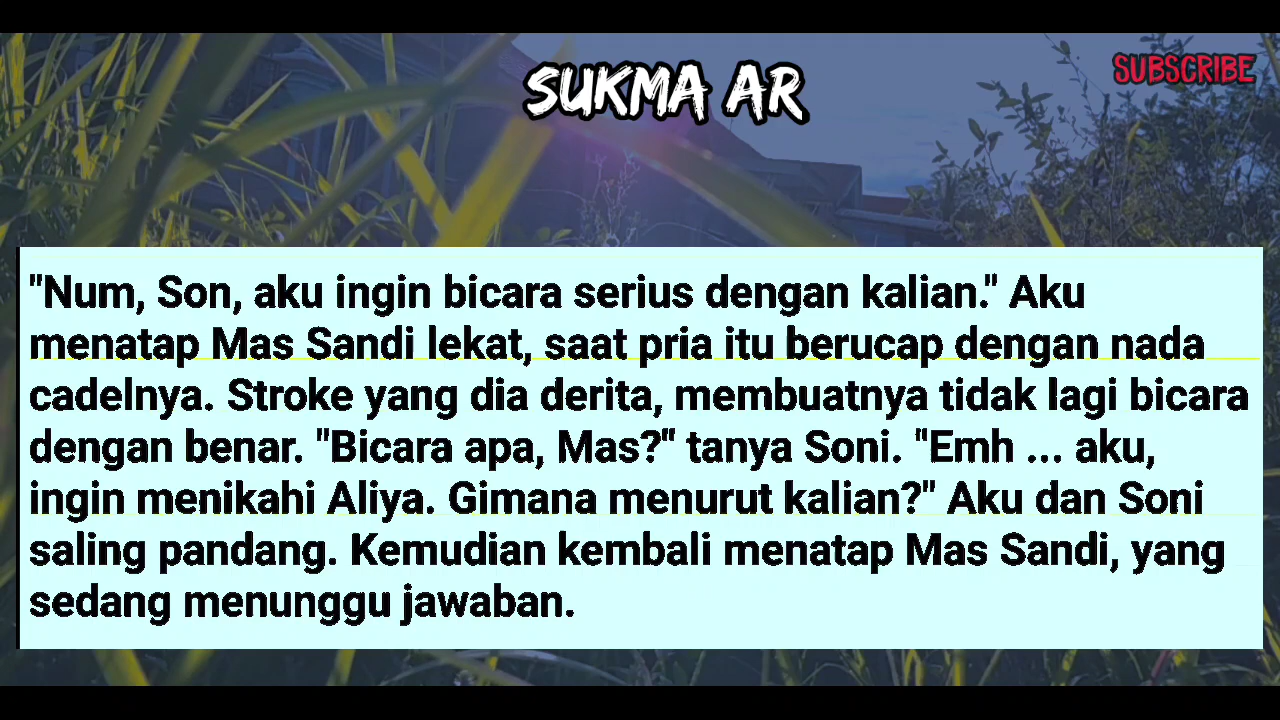 SUKMA AR
SUBSCRIBE
"Num, Son, aku ingin bicara serius dengan kalian." Aku
menatap Mas Sandi lekat, saat pria itu berucap dengan nada
cadelnya. Stroke yang dia derita, membuatnya tidak lagi bicara
dengan benar. "Bicara apa, Mas?" tanya Soni. "Emh ... aku,
ingin menikahi Aliya. Gimana menurut kalian?" Aku dan Soni
saling pandang. Kemudian kembali menatap Mas Sandi, yang
sedang menunggu jawaban.